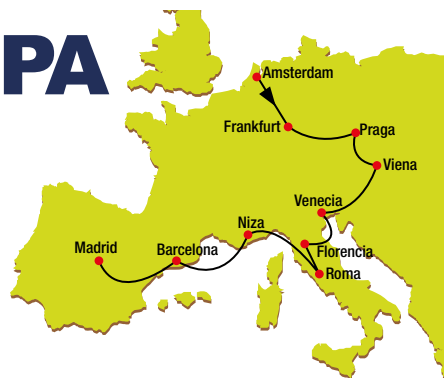 PA
Amsterdam
Frankfurt
Praga
Viena
Venecia
Niza
Madrid
Barcelona
Florencia
Roma